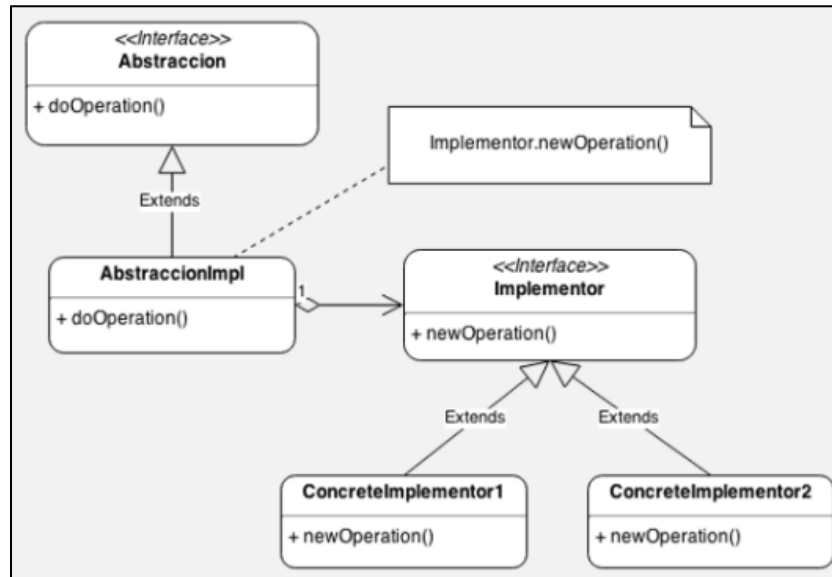 <<Interface>>
Abstraccion
+ doOperation()
Implementor.newOperation()
Extends
AbstraccionImpl
+ doOperation()
1
<<Interface>>
Implementor
+ newOperation()
Extends
Extends
ConcreteImplementor1
+ newOperation()
ConcreteImplementor2
+ newOperation()